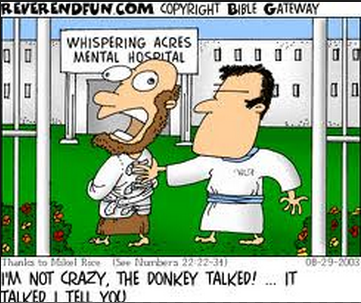 REVERENDFUN.COM COPYRIGHT BIBLE GATEWAY
WHISPERING ACRES
MENTAL HOSPITAL
Thanks to Mikel Rice (See Numbers 22:22-34) 08-29-2003
I'M NOT CRAZY, THE DONKEY TALKED! ... IT
TALKED I TELL YOU